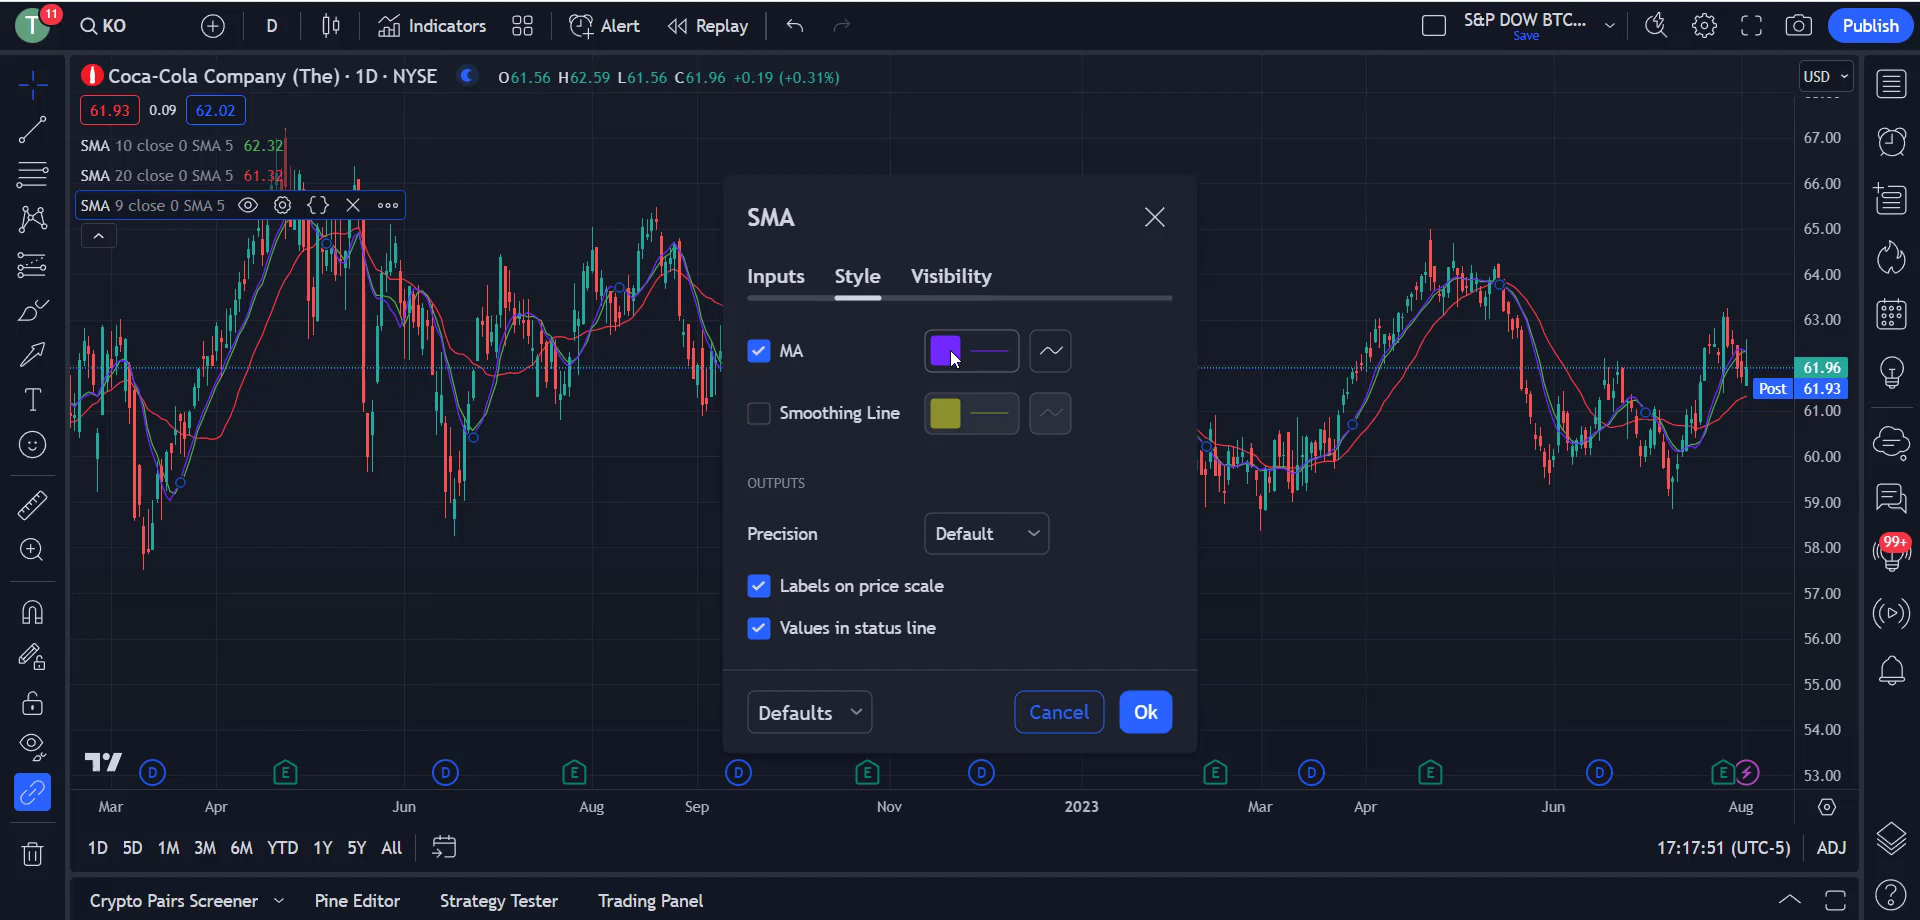 T 11 KO D Indicators Alert Replay S&P DOW BTC... Save Publish
Coca-Cola Company (The) · 1D · NYSE O61.56 H62.59 L61.56 C61.96 +0.19 (+0.31%) USD
61.93 0.09 62.02
SMA 10 close 0 SMA 5 62.32
SMA 20 close 0 SMA 5 61.32
SMA 9 close 0 SMA 5
SMA
Inputs Style Visibility
MA
Smoothing Line
OUTPUTS
Precision Default
Labels on price scale
Values in status line
Defaults Cancel Ok
67.00
66.00
65.00
64.00
63.00
61.96
Post 61.93
61.00
60.00
59.00
58.00
57.00
56.00
55.00
54.00
53.00
99+
D E D E D E D E D E D E
Mar Apr Jun Aug Sep Nov 2023 Mar Apr Jun Aug
1D 5D 1M 3M 6M YTD 1Y 5Y All 17:17:51 (UTC-5) ADJ
Crypto Pairs Screener Pine Editor Strategy Tester Trading Panel